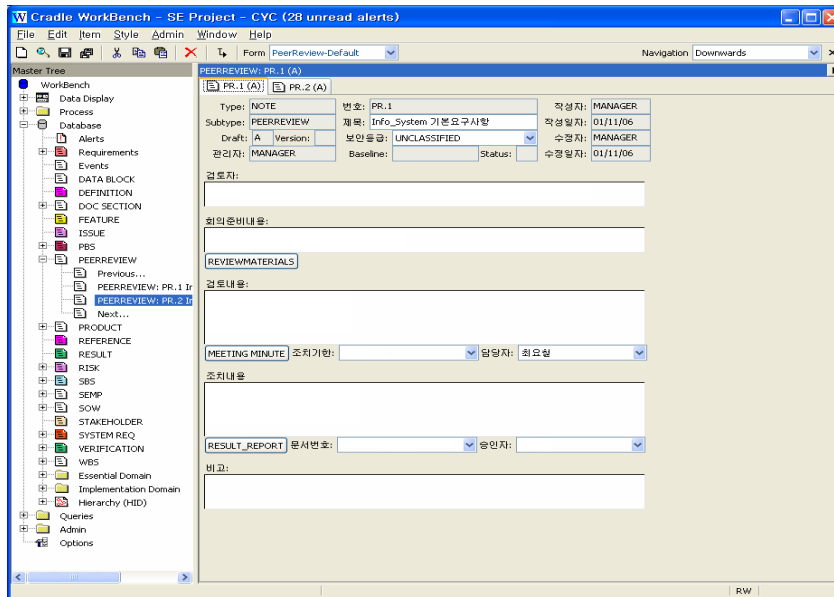 Cradle WorkBench - SE Project - CYC (28 unread alerts)
File Edit Item Style Admin Window Help
Form PeerReview-Default Navigation Downwards
Master Tree
WorkBench
Data Display
Process
Database
Alerts
Requirements
Events
DATA BLOCK
DEFINITION
DOC SECTION
FEATURE
ISSUE
PBS
PEERREVIEW
Previous...
PEERREVIEW: PR.1 Ir
PEERREVIEW: PR.2 Ir
Next...
PRODUCT
REFERENCE
RESULT
RISK
SBS
SEMP
SOW
STAKEHOLDER
SYSTEM REQ
VERIFICATION
WBS
Essential Domain
Implementation Domain
Hierarchy (HID)
Queries
Admin
Options
PEERREVIEW: PR.1 (A)
PR.1 (A) PR.2 (A)
Type: NOTE 번호: PR.1 작성자: MANAGER
Subtype: PEERREVIEW 제목: Info_System 기본요구사항 작성일자: 01/11/06
Draft: A Version: 보안등급: UNCLASSIFIED 수정자: MANAGER
관리자: MANAGER Baseline: Status: 수정일자: 01/11/06
검토자:
회의준비내용:
REVIEWMATERIALS
검토내용:
MEETING MINUTE 조치기한: 담당자: 최요철
조치내용
RESULT_REPORT 문서번호: 승인자:
비고:
RW